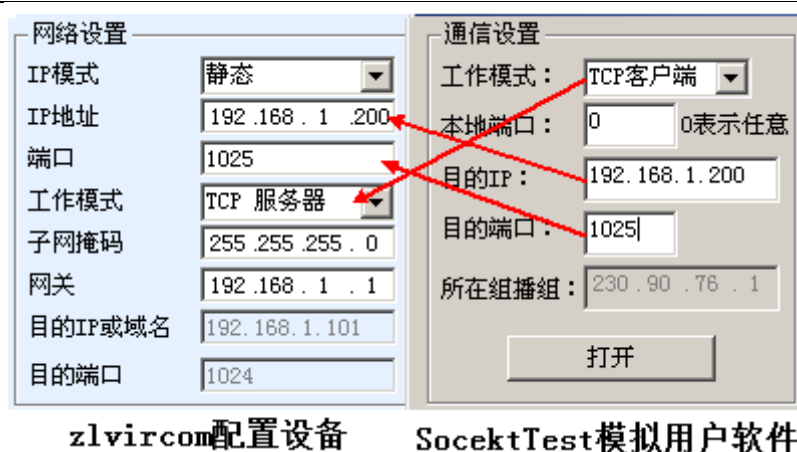 网络设置
IP模式
静态
IP地址
192 .168 . 1 .200
端口
1025
工作模式
TCP 服务器
子网掩码
255 .255 .255 . 0
网关
192 .168 . 1 . 1
目的IP或域名
192.168.1.101
目的端口
1024
zlvircom配置设备
通信设置
工作模式：
TCP客户端
本地端口：
0
0表示任意
目的IP：
192.168.1.200
目的端口：
1025
所在组播组：
230 .90 .76 . 1
打开
SocektTest模拟用户软件